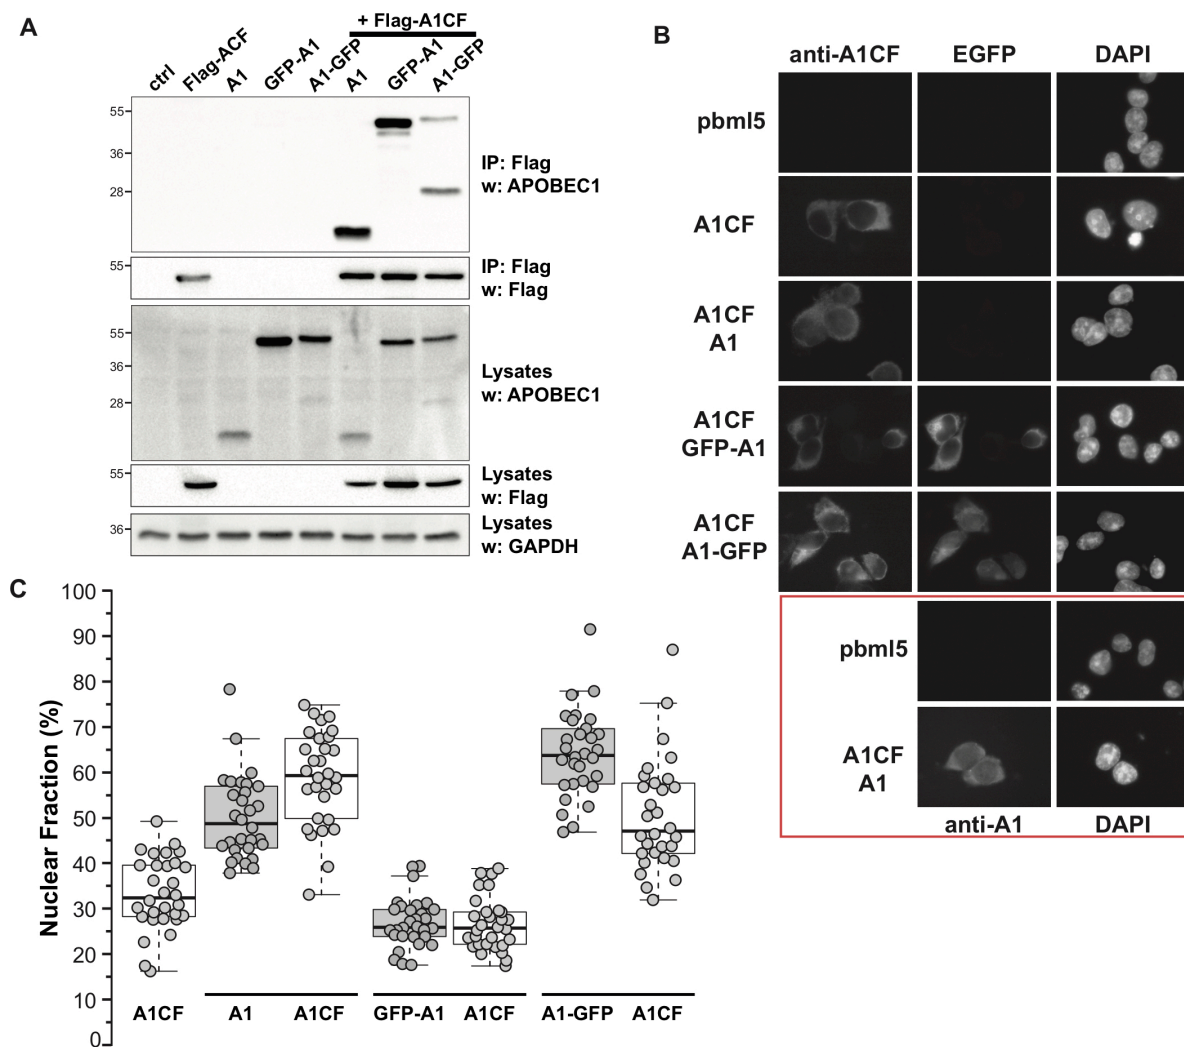 A
+ Flag-A1CF
ctrl
Flag-ACF
A1
GFP-A1
A1-GFP
A1
GFP-A1
A1-GFP
55
36
28
IP: Flag
w: APOBEC1
55
IP: Flag
w: Flag
55
36
28
Lysates
w: APOBEC1
55
Lysates
w: Flag
36
Lysates
w: GAPDH
B
anti-A1CF EGFP DAPI
pbml5
A1CF
A1CF
A1
A1CF
GFP-A1
A1CF
A1-GFP
pbml5
A1CF
A1
anti-A1 DAPI
C
Nuclear Fraction (%)
100
90
80
70
60
50
40
30
20
10
0
A1CF A1 A1CF GFP-A1 A1CF A1-GFP A1CF